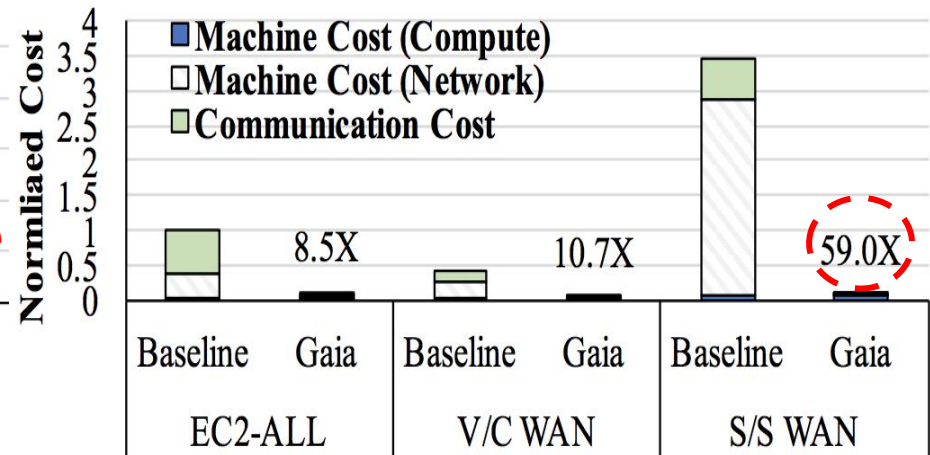 Normliaed Cost
4
3.5
3
2.5
2
1.5
1
0.5
0
Machine Cost (Compute)
Machine Cost (Network)
Communication Cost
8.5X
10.7X
59.0X
Baseline Gaia Baseline Gaia Baseline Gaia
EC2-ALL V/C WAN S/S WAN